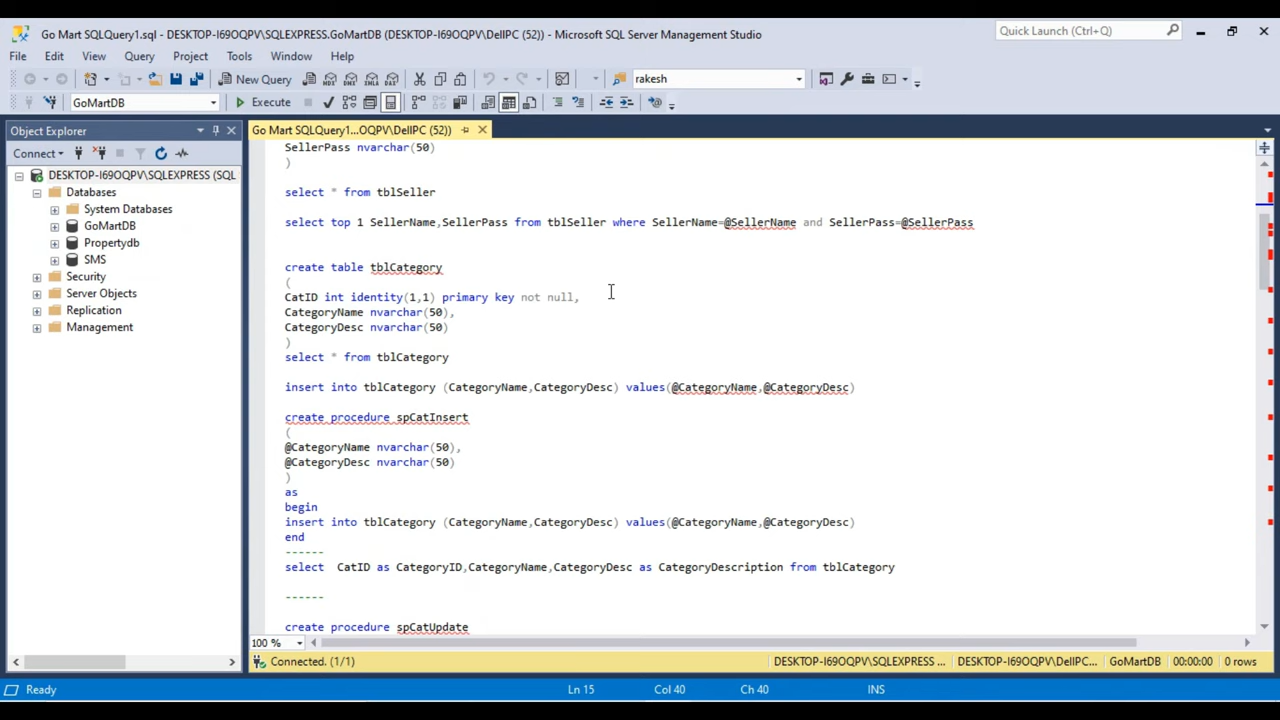 Go Mart SQLQuery1.sql - DESKTOP-I69OQPV\SQLEXPRESS.GoMartDB (DESKTOP-I69OQPV\DellPC (52)) - Microsoft SQL Server Management Studio
Quick Launch (Ctrl+Q)
File Edit View Query Project Tools Window Help
New Query
MDX DMX XMLA DAX
rakesh
GoMartDB
Execute
Object Explorer
Go Mart SQLQuery1...OQPV\DellPC (52))
Connect
DESKTOP-I69OQPV\SQLEXPRESS (SQL
Databases
System Databases
GoMartDB
Propertydb
SMS
Security
Server Objects
Replication
Management
SellerPass nvarchar(50)
)
select * from tblSeller
select top 1 SellerName,SellerPass from tblSeller where SellerName=@SellerName and SellerPass=@SellerPass
create table tblCategory
(
CatID int identity(1,1) primary key not null,
CategoryName nvarchar(50),
CategoryDesc nvarchar(50)
)
select * from tblCategory
insert into tblCategory (CategoryName,CategoryDesc) values(@CategoryName,@CategoryDesc)
create procedure spCatInsert
(
@CategoryName nvarchar(50),
@CategoryDesc nvarchar(50)
)
as
begin
insert into tblCategory (CategoryName,CategoryDesc) values(@CategoryName,@CategoryDesc)
end
------
select  CatID as CategoryID,CategoryName,CategoryDesc as CategoryDescription from tblCategory
------
create procedure spCatUpdate
100 %
Connected. (1/1)
DESKTOP-I69OQPV\SQLEXPRESS ... DESKTOP-I69OQPV\DellPC... GoMartDB 00:00:00 0 rows
Ready
Ln 15 Col 40 Ch 40 INS